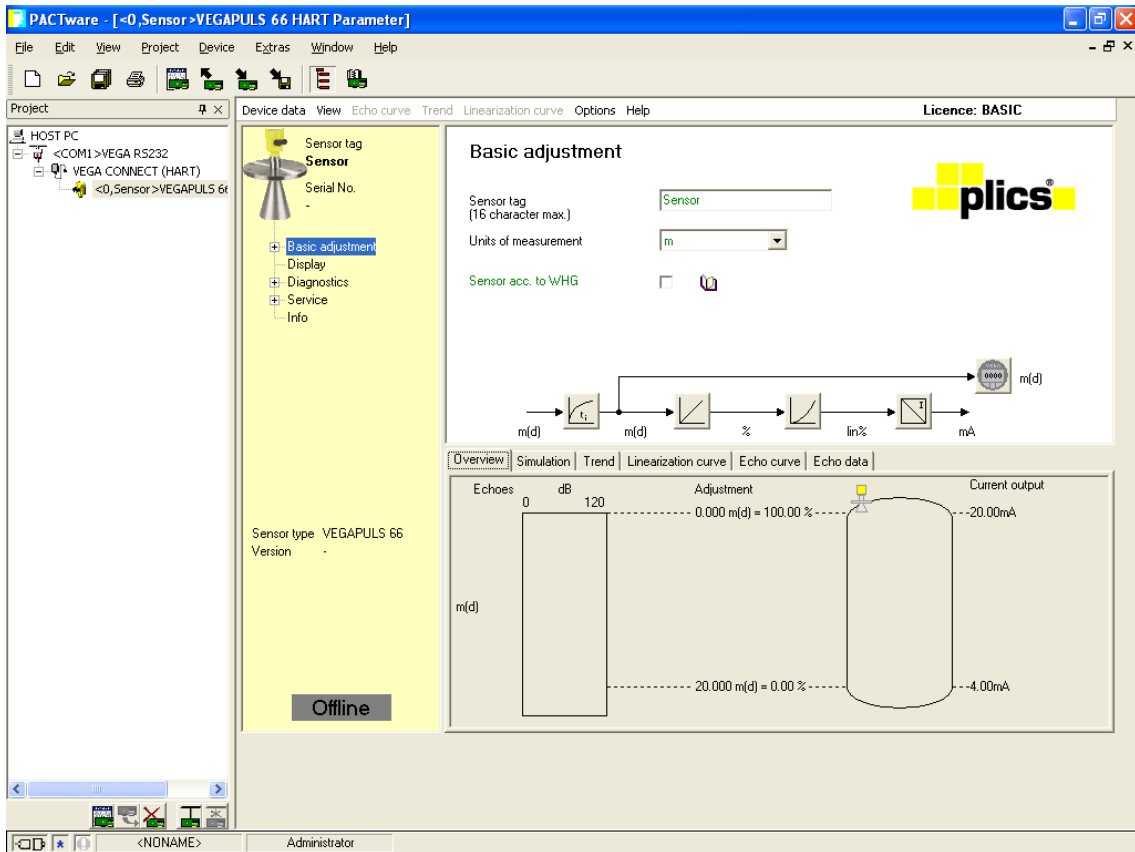 PACTware - [<0,Sensor>VEGAPULS 66 HART Parameter]
File Edit View Project Device Extras Window Help
Project
Device data View Echo curve Trend Linearization curve Options Help Licence: BASIC
HOST PC
<COM1>VEGA RS232
VEGA CONNECT (HART)
<0,Sensor>VEGAPULS 66
Sensor tag
Sensor
Serial No.
-
Basic adjustment
Display
Diagnostics
Service
Info
Sensor type VEGAPULS 66
Version -
Offline
Basic adjustment
plics®
Sensor tag
(16 character max.)
Sensor
Units of measurement
m
Sensor acc. to WHG
0000
m(d)
t i
I
m(d) m(d) % lin% mA
Overview Simulation Trend Linearization curve Echo curve Echo data
Echoes dB Adjustment Current output
0 120
0.000 m(d) = 100.00 % 20.00mA
m(d)
20.000 m(d) = 0.00 % 4.00mA
<NONAME> Administrator